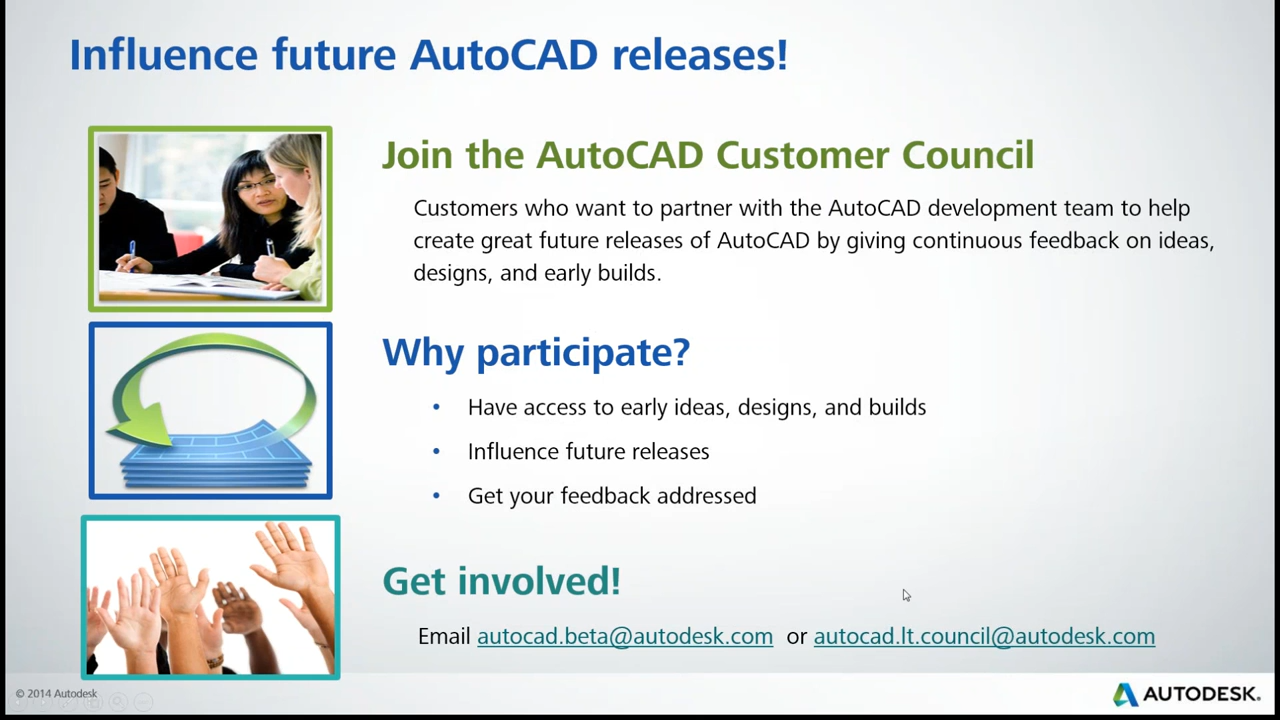 Influence future AutoCAD releases!
Join the AutoCAD Customer Council
Customers who want to partner with the AutoCAD development team to help
create great future releases of AutoCAD by giving continuous feedback on ideas,
designs, and early builds.
Why participate?
• Have access to early ideas, designs, and builds
• Influence future releases
• Get your feedback addressed
Get involved!
Email autocad.beta@autodesk.com or autocad.lt.council@autodesk.com
© 2014 Autodesk
AUTODESK.